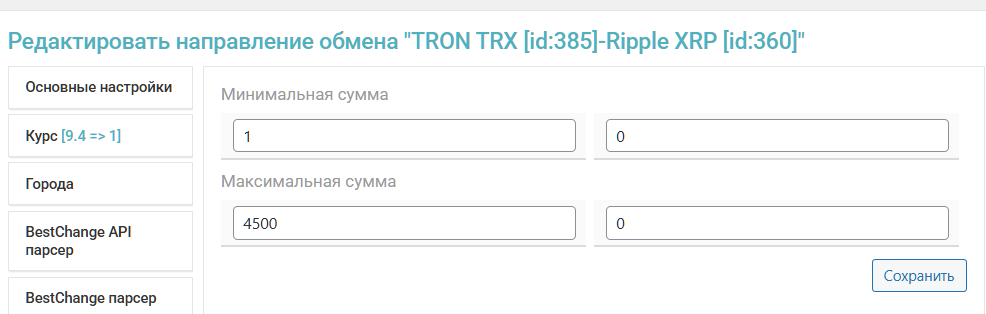 Редактировать направление обмена "TRON TRX [id:385]-Ripple XRP [id:360]"
Основные настройки
Курс [9.4 => 1]
Города
BestChange API
парсер
BestChange парсер
Минимальная сумма
1
0
Максимальная сумма
4500
0
Сохранить